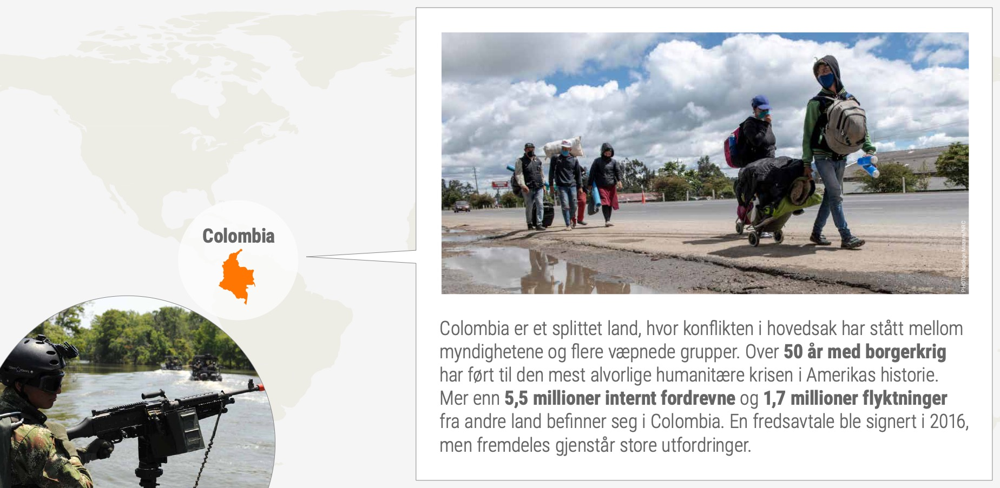 Colombia
PHOTO: Nadège Mazars/NRC
Colombia er et splittet land, hvor konflikten i hovedsak har stått mellom
myndighetene og flere væpnede grupper. Over 50 år med borgerkrig
har ført til den mest alvorlige humanitære krisen i Amerikas historie.
Mer enn 5,5 millioner internt fordrevne og 1,7 millioner flyktninger
fra andre land befinner seg i Colombia. En fredsavtale ble signert i 2016,
men fremdeles gjenstår store utfordringer.